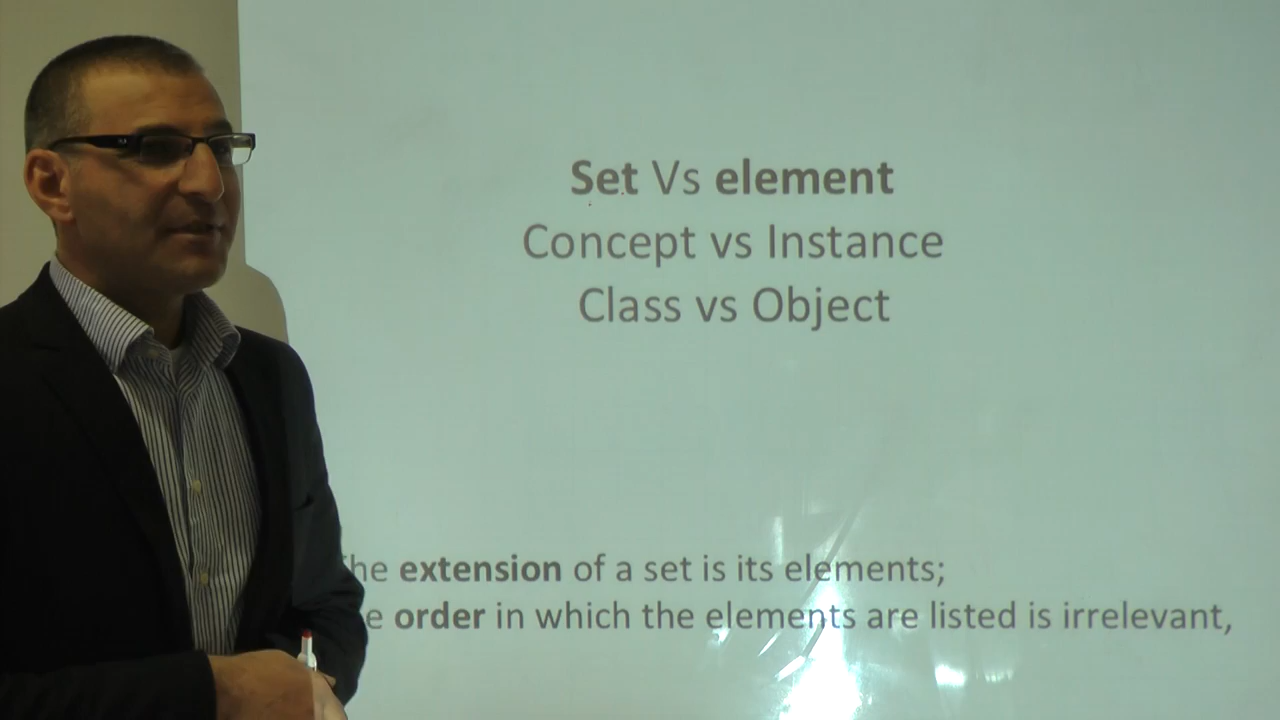 Set Vs element
Concept vs Instance
Class vs Object
he extension of a set is its elements;
e order in which the elements are listed is irrelevant,